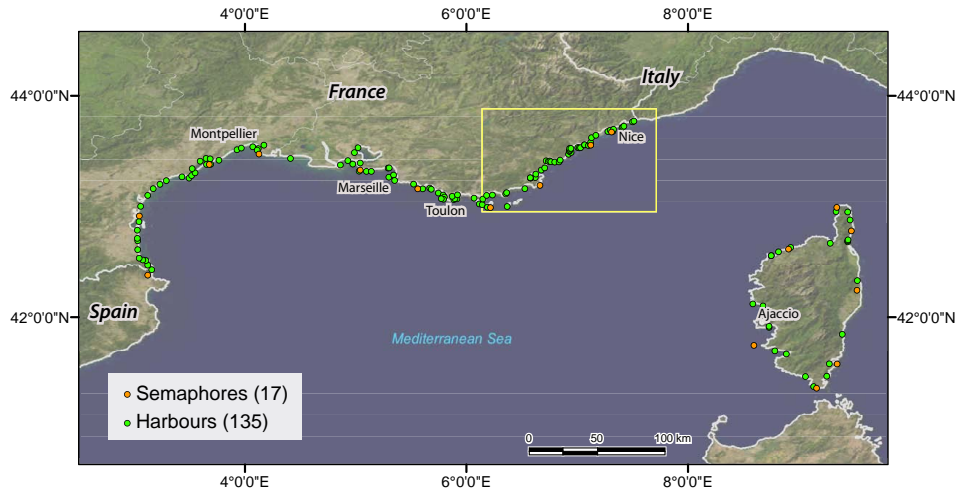 4°0'0"E 6°0'0"E 8°0'0"E
44°0'0"N 44°0'0"N
Italy
France
Montpellier
Nice
Marseille
Toulon
Spain
42°0'0"N 42°0'0"N
Ajaccio
Mediterranean Sea
Semaphores (17)
Harbours (135)
0 50 100 km
4°0'0"E 6°0'0"E 8°0'0"E